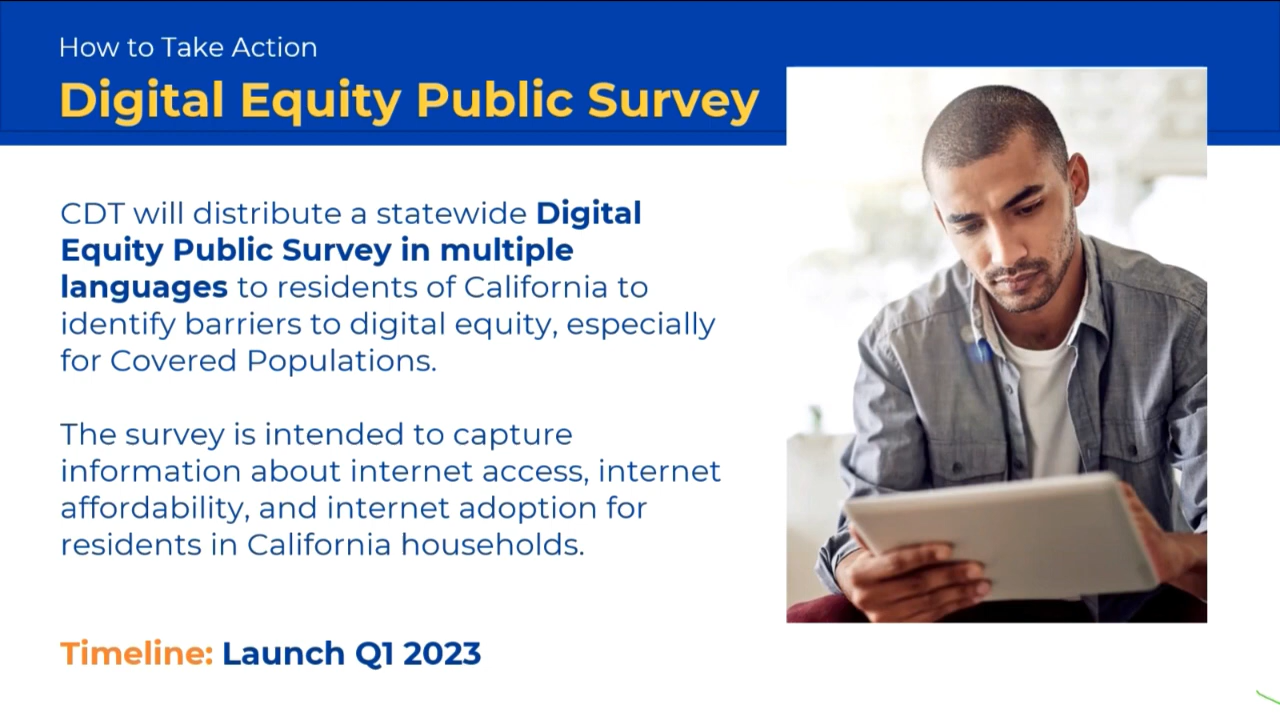 How to Take Action
Digital Equity Public Survey
CDT will distribute a statewide Digital
Equity Public Survey in multiple
languages to residents of California to
identify barriers to digital equity, especially
for Covered Populations.
The survey is intended to capture
information about internet access, internet
affordability, and internet adoption for
residents in California households.
Timeline: Launch Q1 2023